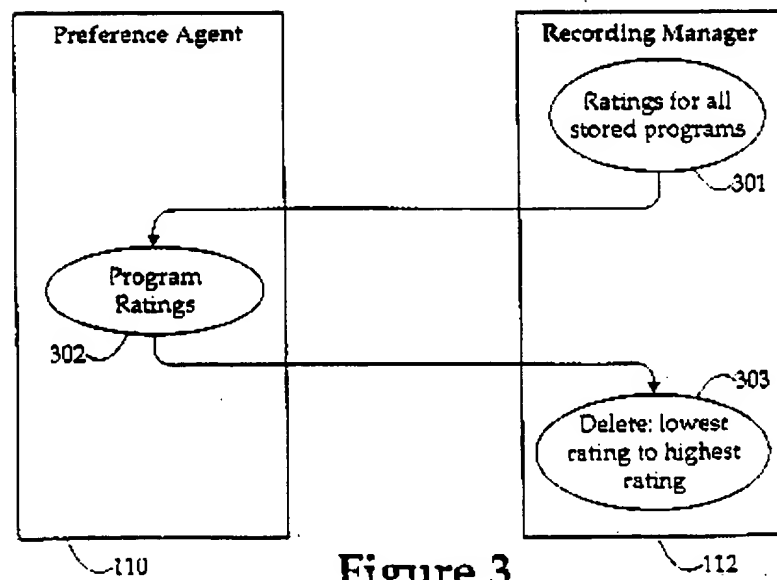 Preference Agent
Recording Manager
Ratings for all
stored programs
301
Program
Ratings
302
303
Delete: lowest
rating to highest
rating
110
Figure 3
112